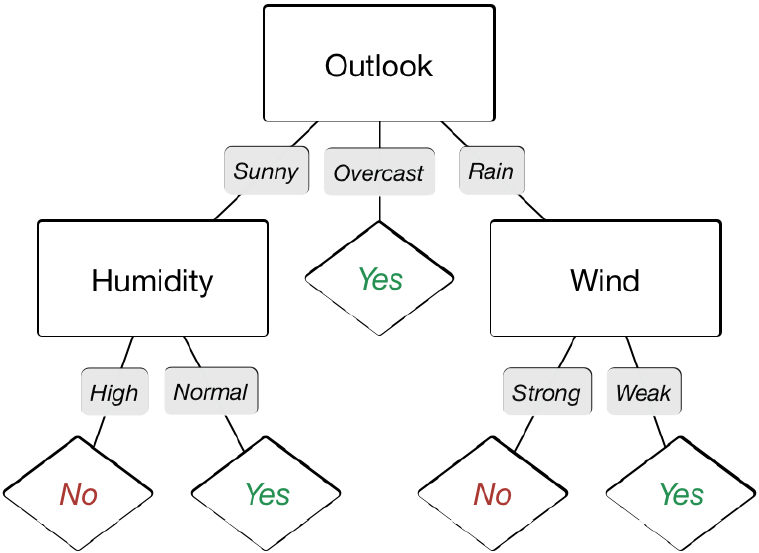 Outlook
Sunny
Overcast
Rain
Humidity
Yes
Wind
High
Normal
Strong
Weak
No
Yes
No
Yes